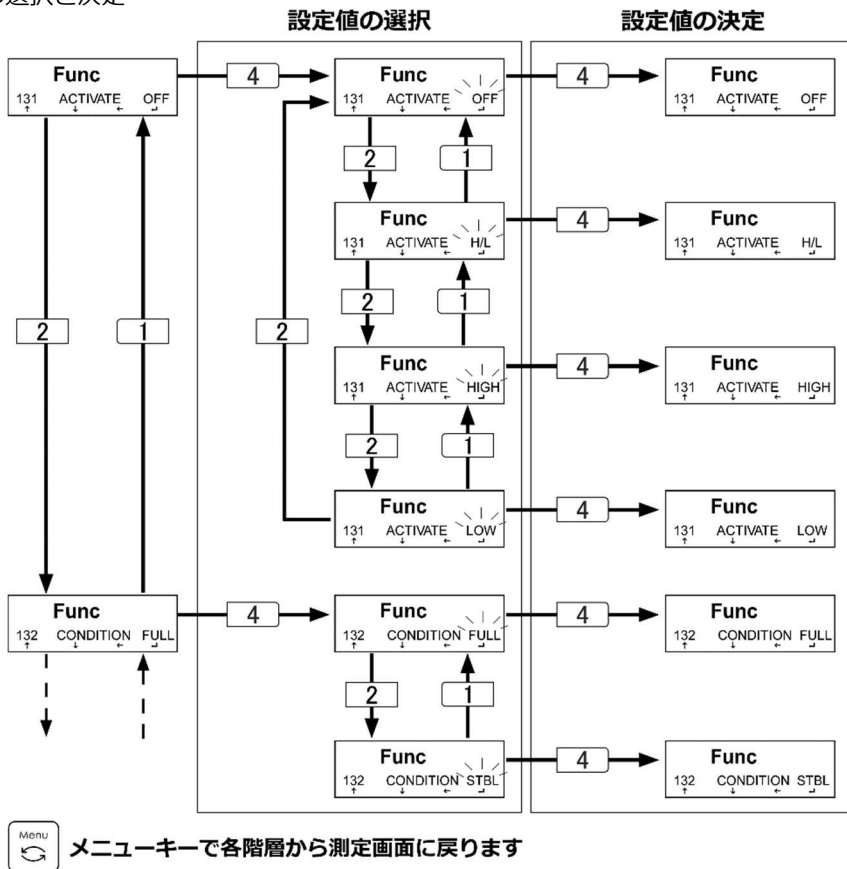 設定値の選択 設定値の決定
Func Func Func
131 ACTIVATE OFF 4 131 ACTIVATE OFF 4 131 ACTIVATE OFF
2 1
Func Func
131 ACTIVATE H/L 4 131 ACTIVATE H/L
2 1 2 2 1
Func Func
131 ACTIVATE HIGH 4 131 ACTIVATE HIGH
2 1
Func Func
131 ACTIVATE LOW 4 131 ACTIVATE LOW
Func Func Func
132 CONDITION FULL 4 132 CONDITION FULL 4 132 CONDITION FULL
2 1
Func Func
132 CONDITION STBL 4 132 CONDITION STBL
Menu
メニューキーで各階層から測定画面に戻ります